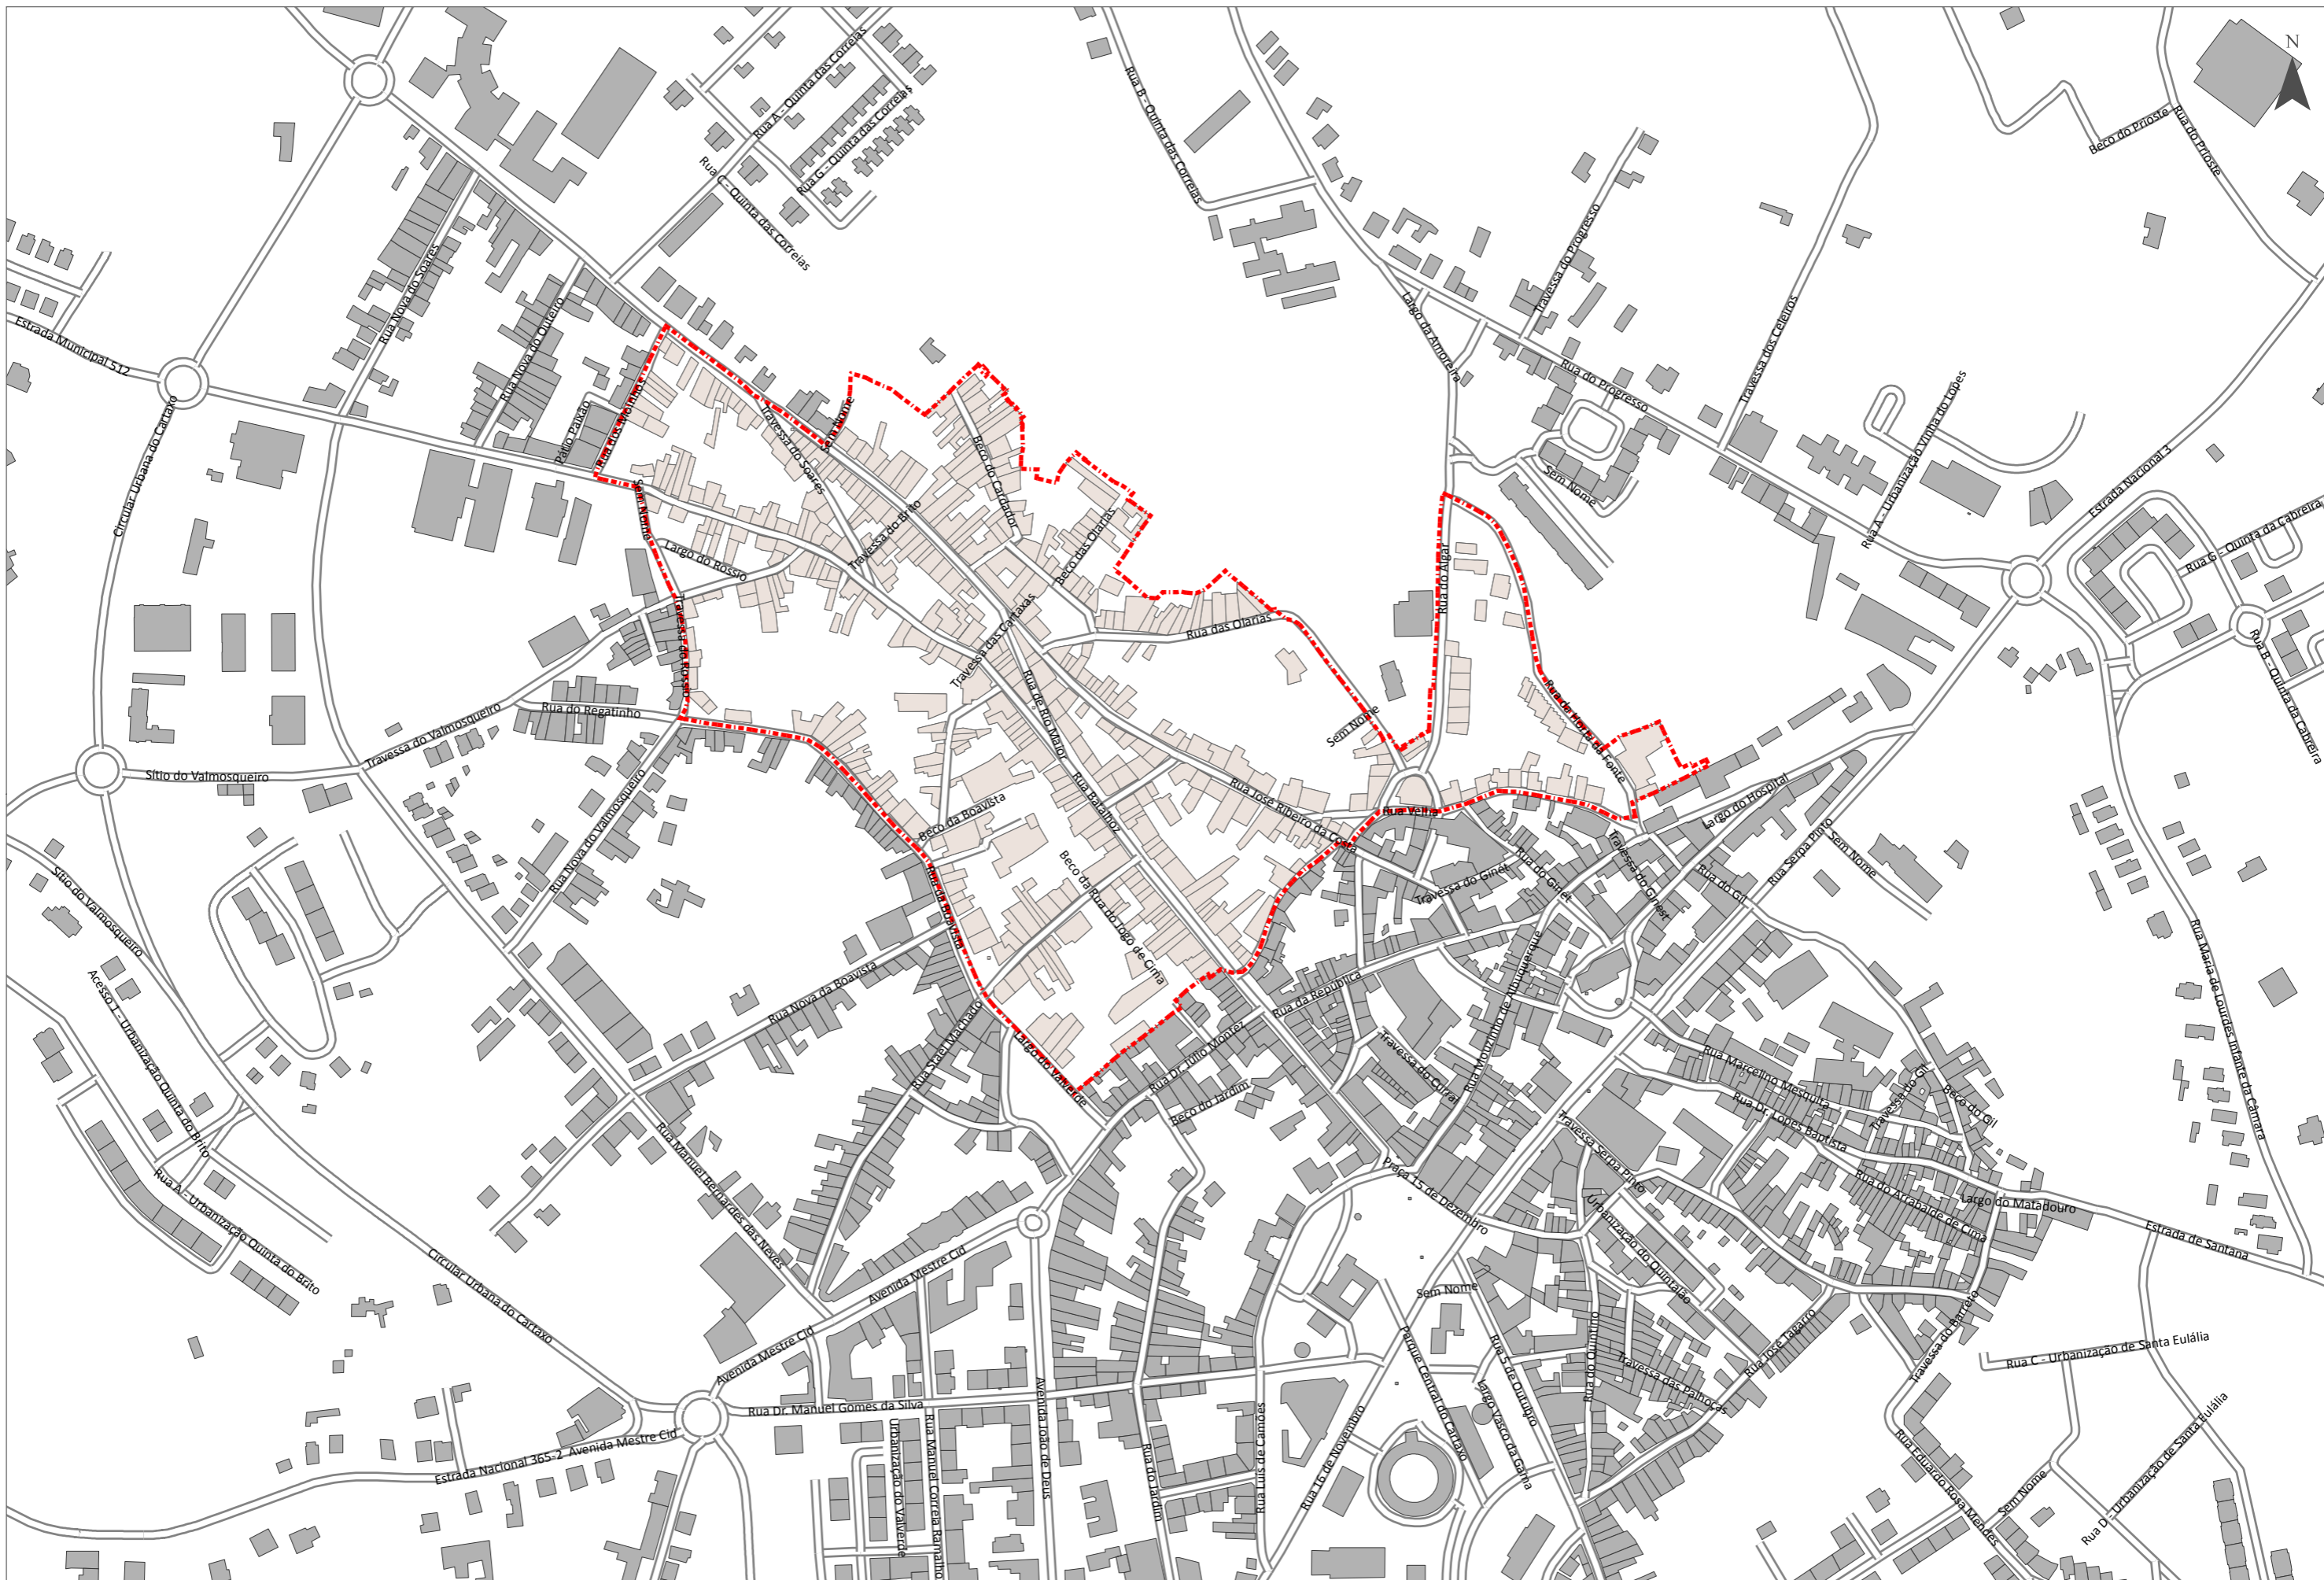 N
Rua A - Quinta das Correias
Rua B - Quinta das Correias
Rua G - Quinta das Correias
Rua C - Quinta das Correias
Beco do Prioste
Rua do Prioste
Travessa do Progresso
Rua Nova do Soares
Estrada Municipal 512
Rua Nova do Outeiro
Largo da Amoreira
Travessa dos Celeiros
Rua do Progresso
Circular Urbana do Cartaxo
Pátio Paixão
Rua dos Moinhos
Travessa do Soares
Sem Nome
Beco do Cardador
Rua A - Urbanização Vinha do Lopes
Estrada Nacional 3
Sem Nome
Sem Nome
Travessa do Brito
Largo do Rossio
Beco das Olarias
Rua G - Quinta da Cabreira
Rua do Algar
Travessa do Rossio
Travessa das Cartaxas
Rua das Olarias
Rua B - Quinta da Cabreira
Rua do Regatinho
Travessa do Valmosqueiro
Rua de Rio Maior
Sem Nome
Rua da Horta da Fonte
Sítio do Valmosqueiro
Rua Nova do Valmosqueiro
Beco da Boavista
Rua Batalhoz
Rua José Ribeiro da Costa
Rua Velha
Largo do Hospital
Rua Serpa Pinto
Sem Nome
Sítio do Valmosqueiro
Rua da Boavista
Beco da Rua do Jogo de Cima
Travessa do Ginet
Rua do Ginet
Travessa do Ginest
Rua do Gil
Acesso 1 - Urbanização Quinta do Brito
Rua Nova da Boavista
Rua da República
Rua Mouzinho de Albuquerque
Rua Maria de Lourdes Infante da Câmara
Rua Stael Machado
Largo do Valverde
Rua Dr. Júlio Montez
Beco do Jardim
Travessa do Curral
Rua Marcelino Mesquita
Rua Dr. Lopes Baptista
Travessa do Gil
Beco do Gil
Rua A - Urbanização Quinta do Brito
Rua Manuel Bernardes das Neves
Praça 15 de Dezembro
Travessa Serpa Pinto
Rua do Arrabalde de Cima
Largo do Matadouro
Estrada de Santana
Urbanização do Quintalão
Circular Urbana do Cartaxo
Avenida Mestre Cid
Sem Nome
Avenida Mestre Cid
Parque Central do Cartaxo
Rua 5 de Outubro
Rua do Quintino
Travessa das Palhoças
Rua José Tagarro
Travessa do Barreto
Rua C - Urbanização de Santa Eulália
Rua Dr. Manuel Gomes da Silva
Largo Vasco da Gama
Estrada Nacional 365-2
Avenida Mestre Cid
Urbanização do Valverde
Rua Manuel Correia Ramalho
Avenida João de Deus
Rua do Jardim
Rua Luís de Camões
Rua 16 de Novembro
Rua Eduardo Rosa Mendes
Sem Nome
Rua D - Urbanização de Santa Eulália